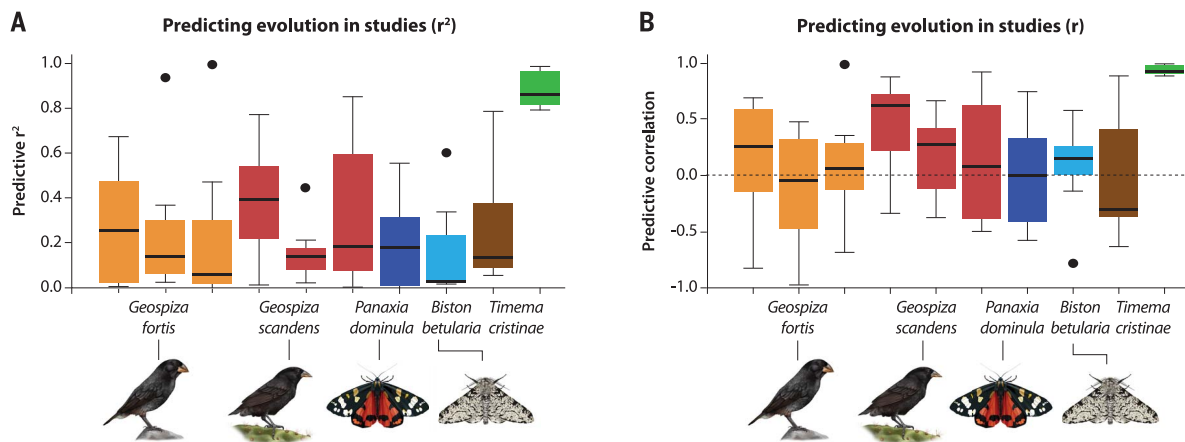 A
Predicting evolution in studies (r²)
Predictive r²
1.0
0.8
0.6
0.4
0.2
0.0
Geospiza
fortis
Geospiza
scandens
Panaxia
dominula
Biston
betularia
Timema
cristinae
B
Predicting evolution in studies (r)
Predictive correlation
1.0
0.5
0.0
−0.5
−1.0
Geospiza
fortis
Geospiza
scandens
Panaxia
dominula
Biston
betularia
Timema
cristinae